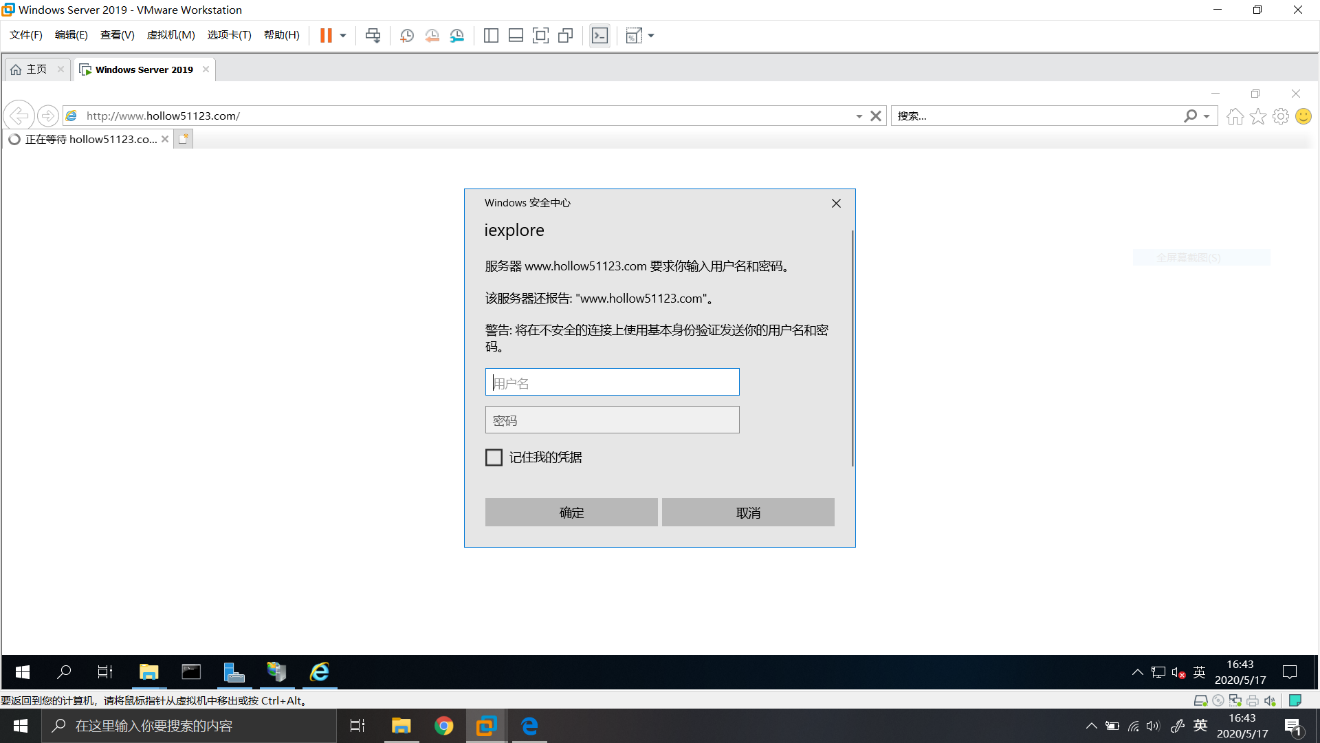 Windows Server 2019 - VMware Workstation
文件(F) 编辑(E) 查看(V) 虚拟机(M) 选项卡(T) 帮助(H)
主页 Windows Server 2019
http://www.hollow51123.com/ 搜索...
正在等待 hollow51123.co...
Windows 安全中心
iexplore
服务器 www.hollow51123.com 要求你输入用户名和密码。
该服务器还报告: "www.hollow51123.com"。
警告: 将在不安全的连接上使用基本身份验证发送你的用户名和密
码。
用户名
密码
记住我的凭据
确定 取消
全屏幕截图(S)
英 16:43
2020/5/17
要返回到您的计算机，请将鼠标指针从虚拟机中移出或按 Ctrl+Alt。
在这里输入你要搜索的内容
英 16:43
2020/5/17
1